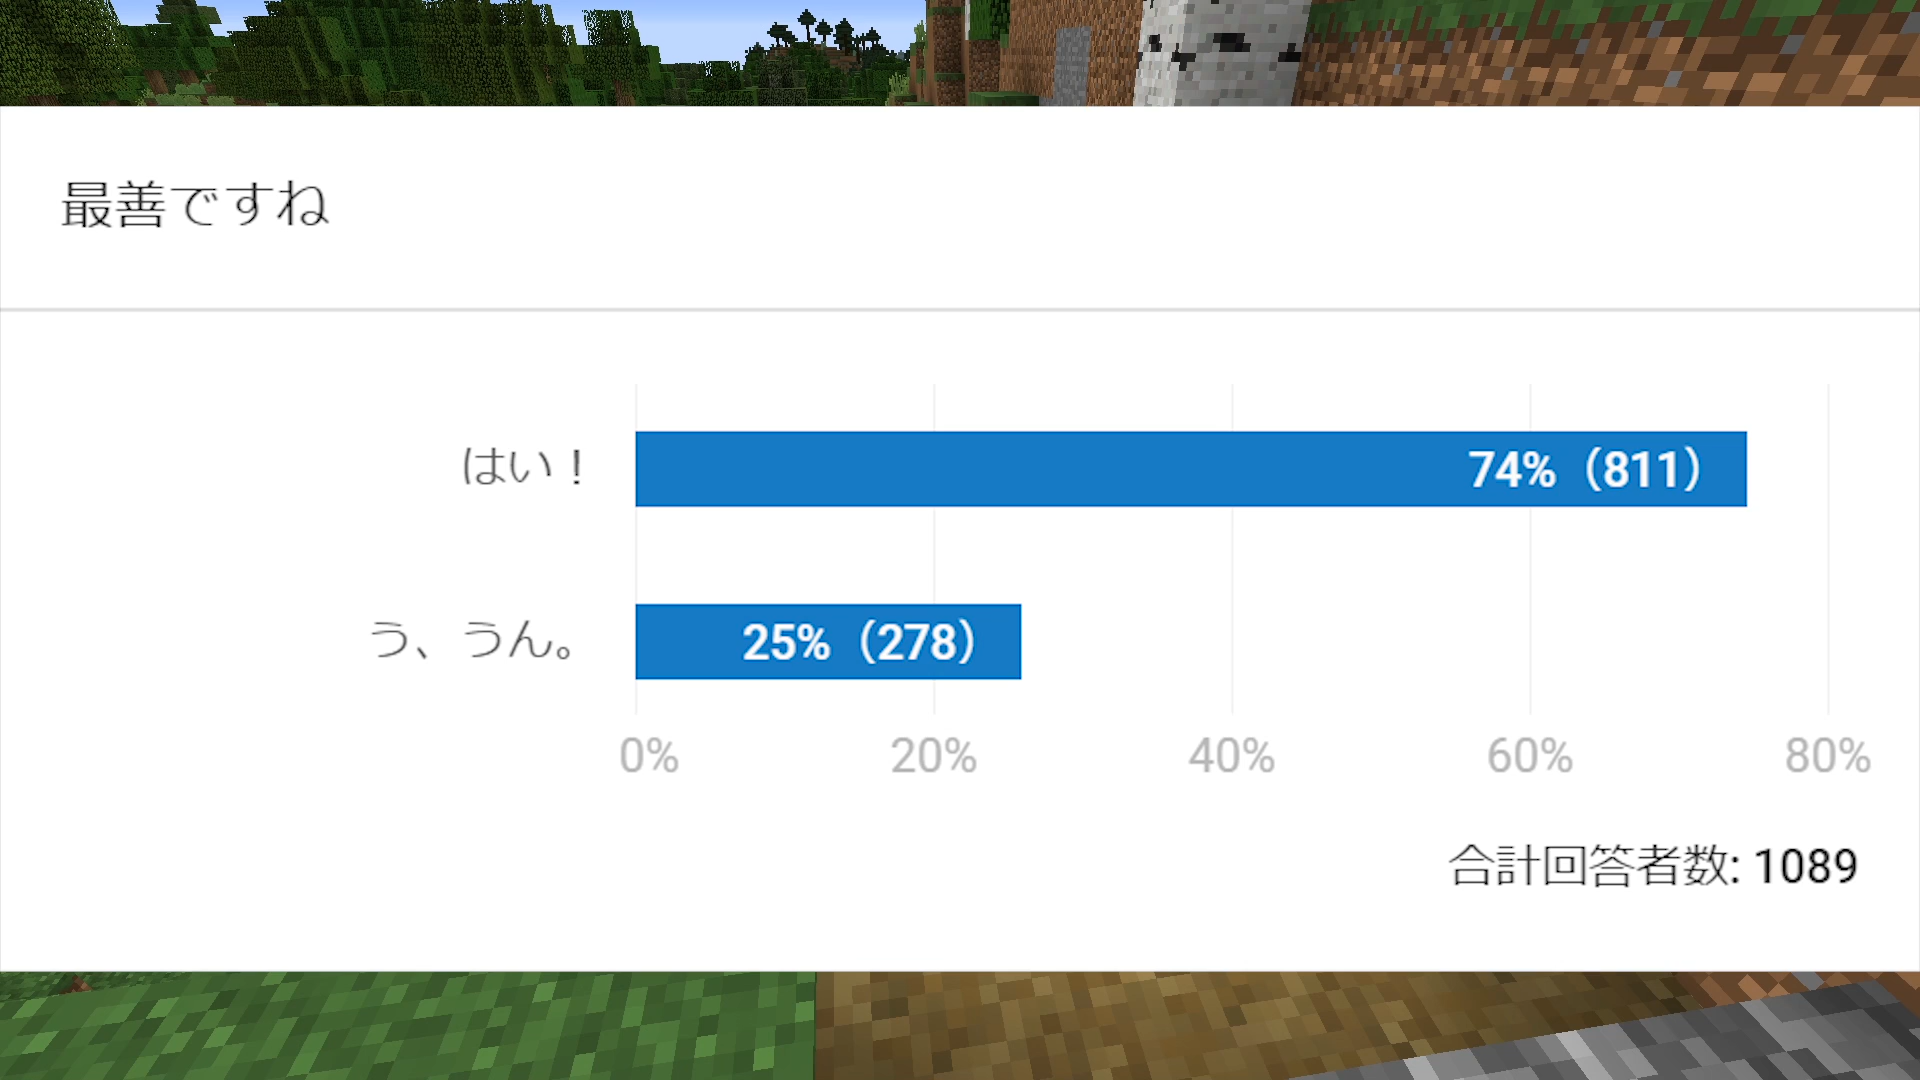 最善ですね
はい！ 74%（811）
う、うん。 25%（278）
0% 20% 40% 60% 80%
合計回答者数: 1089